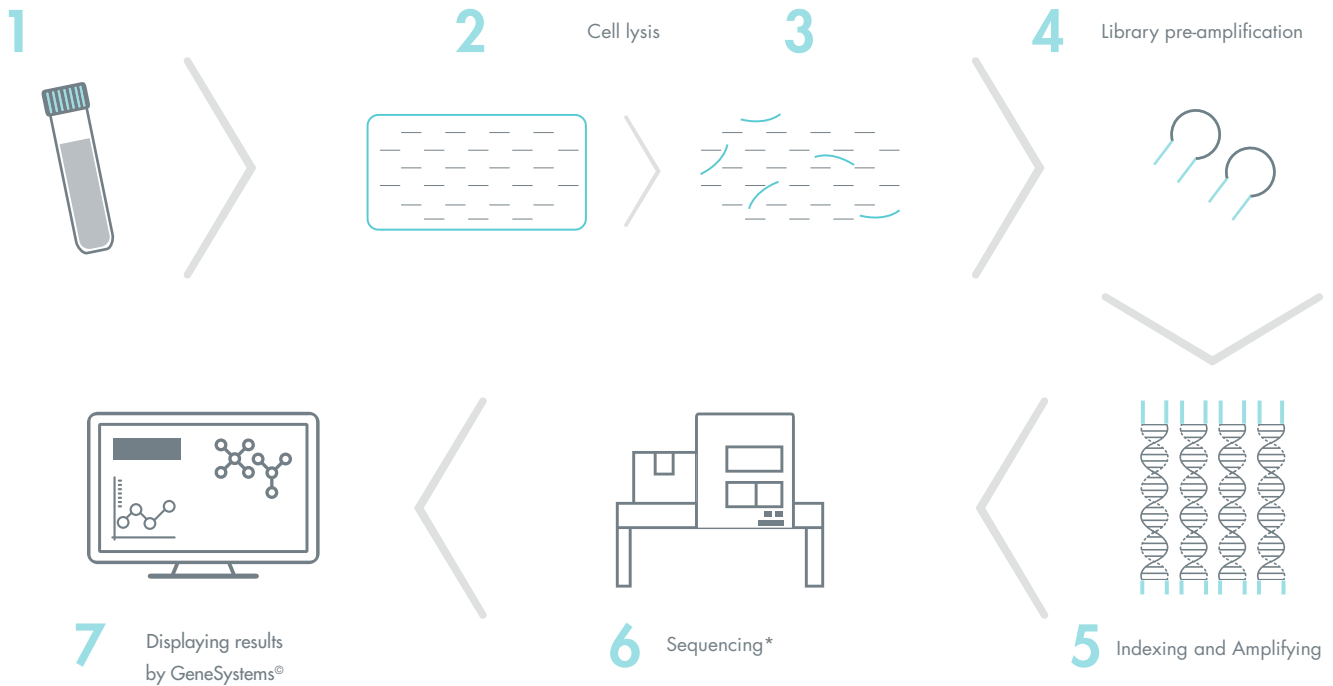 1
2
Cell lysis
3
4
Library pre-amplification
5
Indexing and Amplifying
6
Sequencing*
7
Displaying results
by GeneSystems©